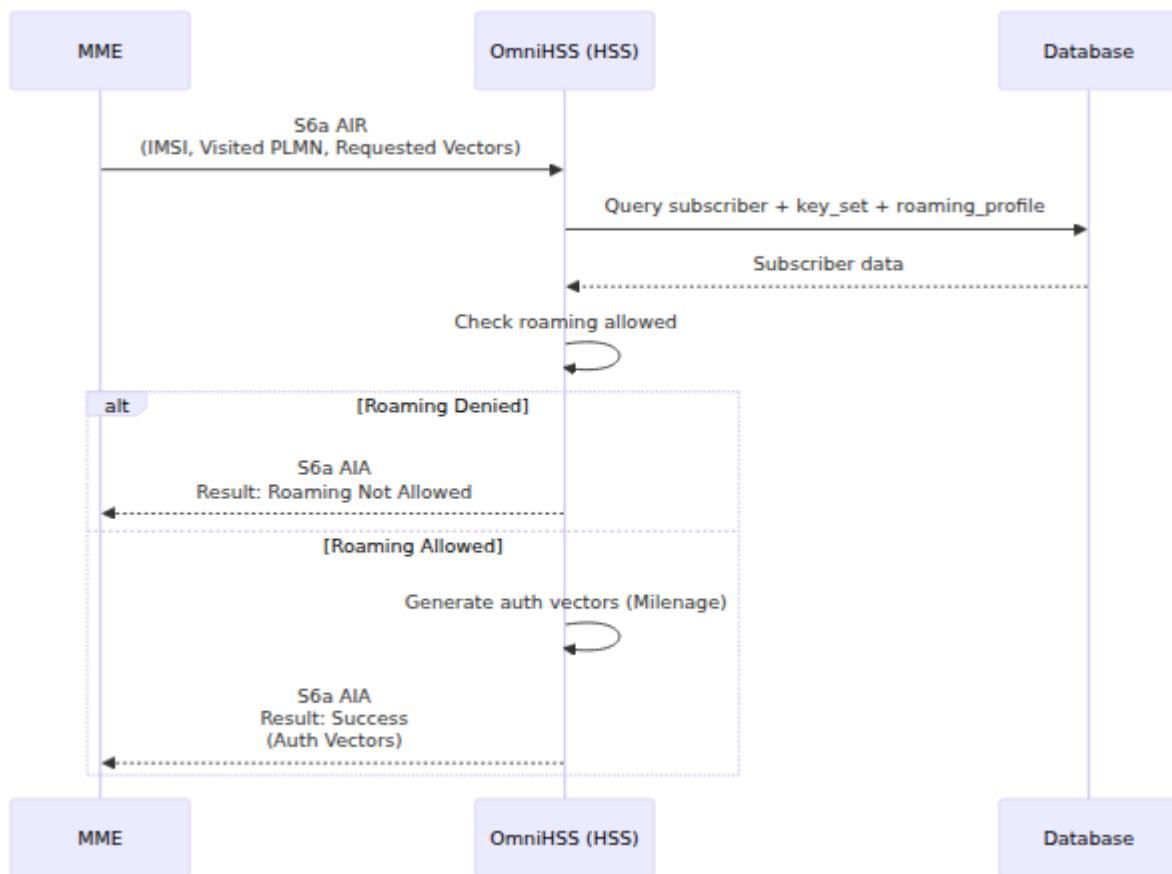 MME
OmniHSS (HSS)
Database
S6a AIR
(IMSI, Visited PLMN, Requested Vectors)
Query subscriber + key_set + roaming_profile
Subscriber data
Check roaming allowed
alt
[Roaming Denied]
S6a AIA
Result: Roaming Not Allowed
[Roaming Allowed]
Generate auth vectors (Milenage)
S6a AIA
Result: Success
(Auth Vectors)
MME
OmniHSS (HSS)
Database